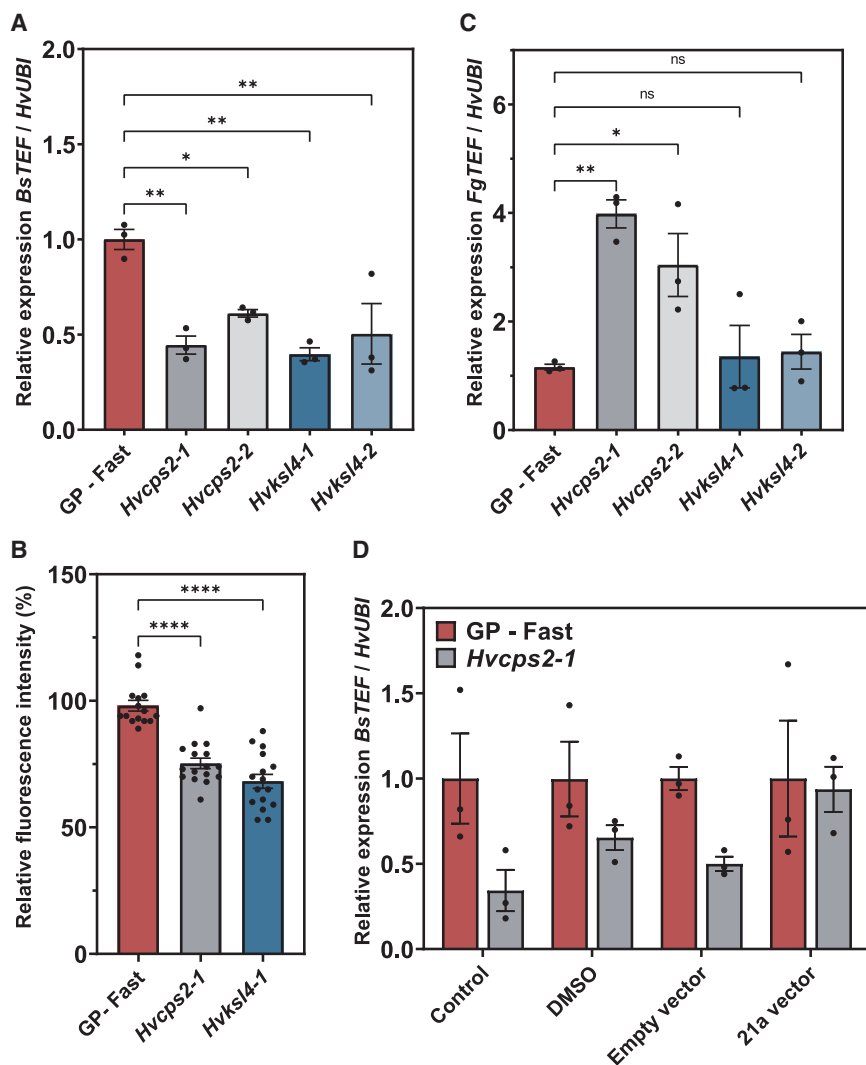 A
Relative expression BsTEF / HvUBI
2.0
1.5
1.0
0.5
0.0
**
**
*
**
GP - Fast
Hvcps2-1
Hvcps2-2
Hvksl4-1
Hvksl4-2
C
Relative expression FgTEF / HvUBI
6
4
2
0
ns
ns
*
**
GP - Fast
Hvcps2-1
Hvcps2-2
Hvksl4-1
Hvksl4-2
B
Relative fluorescence intensity (%)
150
100
50
0
****
****
GP- Fast
Hvcps2-1
Hvksl4-1
D
Relative expression BsTEF / HvUBI
2.0
1.5
1.0
0.5
0.0
GP - Fast
Hvcps2-1
Control
DMSO
Empty vector
21a vector